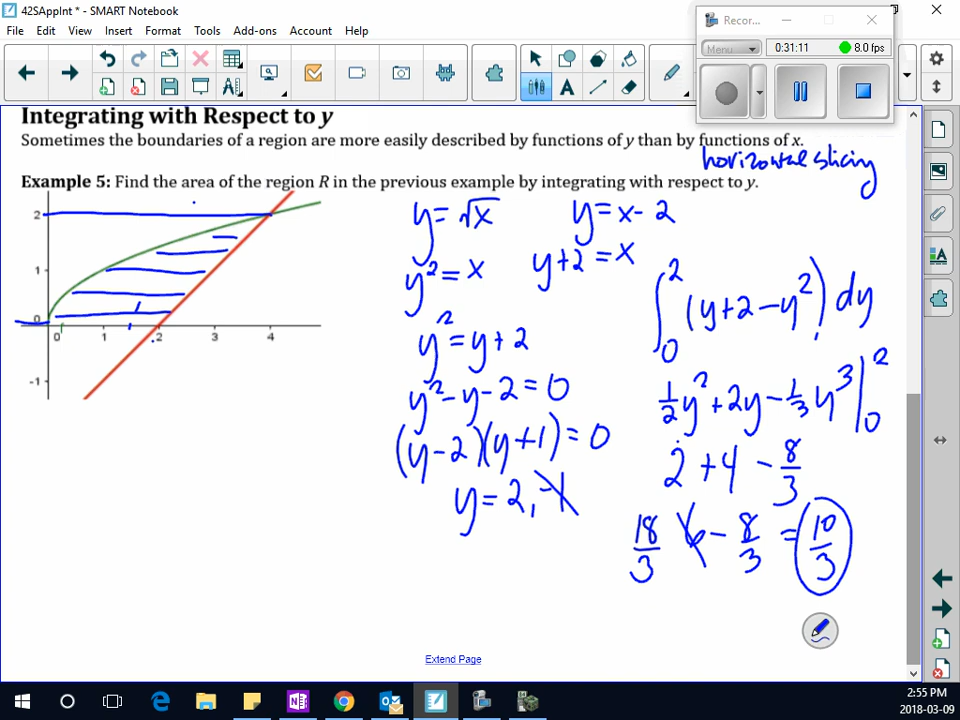 42SAppInt * - SMART Notebook
Recor...
File Edit View Insert Format Tools Add-ons Account Help
Menu
0:31:11
8.0 fps
Integrating with Respect to y
Sometimes the boundaries of a region are more easily described by functions of y than by functions of x.
horizontal slicing
Example 5: Find the area of the region R in the previous example by integrating with respect to y.
2
1
0
-1
0 1 2 3 4
y = √x
y² = x
y² = y + 2
y² - y - 2 = 0
(y - 2)(y + 1) = 0
y = 2, -1
y = x - 2
y + 2 = x
∫₀² (y + 2 - y²) dy
½y² + 2y - ⅓y³ |₀²
2 + 4 - 8/3
18/3 6 - 8/3 = 10/3
Extend Page
2:55 PM
2018-03-09